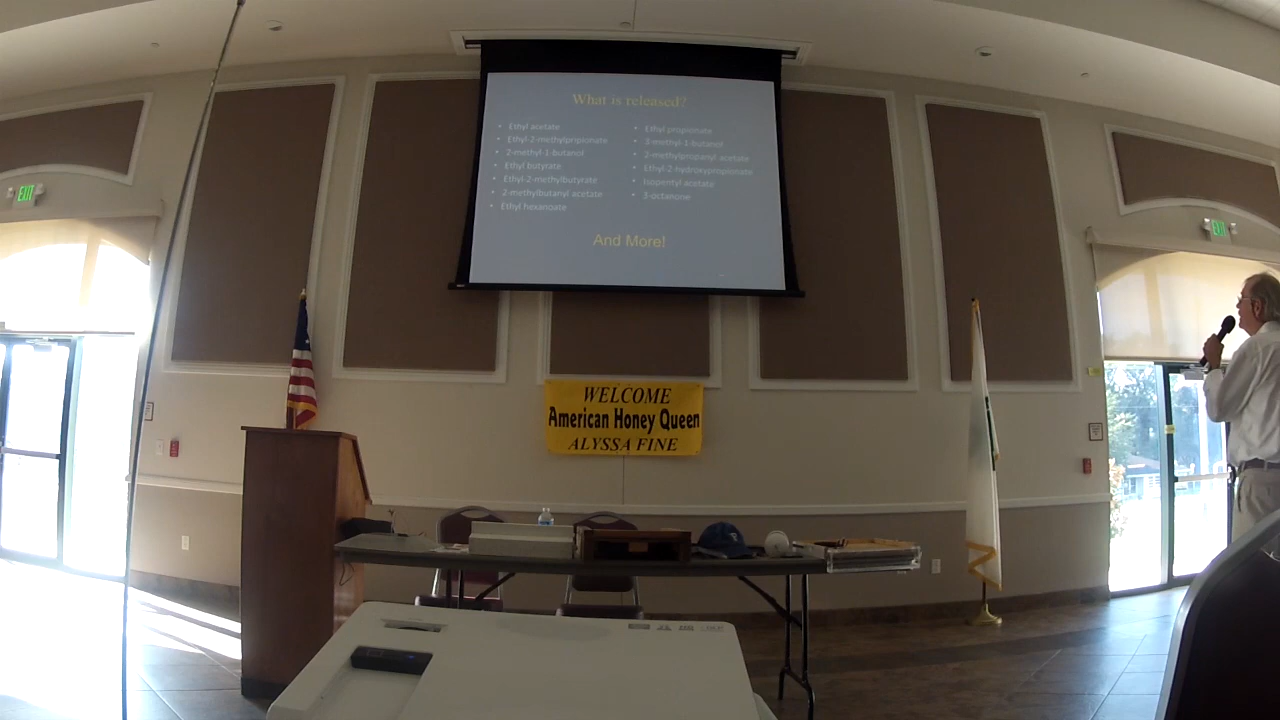 What is released?
• Ethyl acetate
• Ethyl-2-methylpripionate
• 2-methyl-1-butanol
• Ethyl butyrate
• Ethyl-2-methylbutyrate
• 2-methylbutanyl acetate
• Ethyl hexanoate
• Ethyl propionate
• 3-methyl-1-butanol
• 2-methylpropanyl acetate
• Ethyl-2-hydroxypropionate
• Isopentyl acetate
• 3-octanone
And More!
EXIT
EXIT
WELCOME
American Honey Queen
ALYSSA FINE